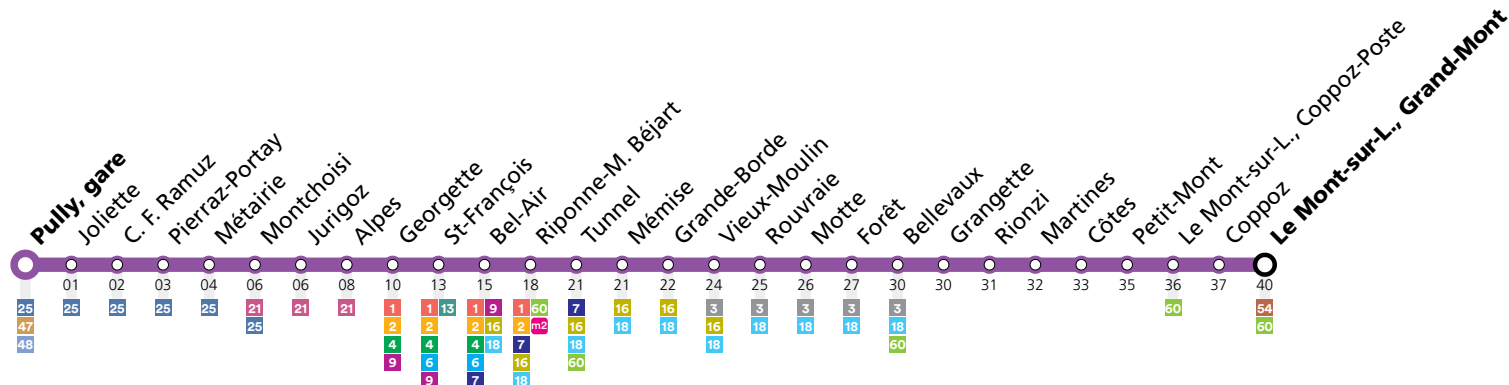 Pully, gare
Joliette
C. F. Ramuz
Pierraz-Portay
Métairie
Montchoisi
Jurigoz
Alpes
Georgette
St-François
Bel-Air
Riponne-M. Béjart
Tunnel
Mémise
Grande-Borde
Vieux-Moulin
Rouvraie
Motte
Forêt
Bellevaux
Grangette
Rionzi
Martines
Côtes
Petit-Mont
Le Mont-sur-L., Coppoz-Poste
Coppoz
Le Mont-sur-L., Grand-Mont
01 02 03 04 06 06 08 10 13 15 18 21 21 22 24 25 26 27 30 30 31 32 33 35 36 37 40
25 25 25 25 25 21 21 21 1 1 13 1 9 1 60 7 16 16 3 3 3 3 3 60 54
47 25 2 2 2 16 2 m2 16 18 18 16 18 18 18 18 60
48 4 4 4 18 7 18 18 60
9 6 6 16 60
9 7 18